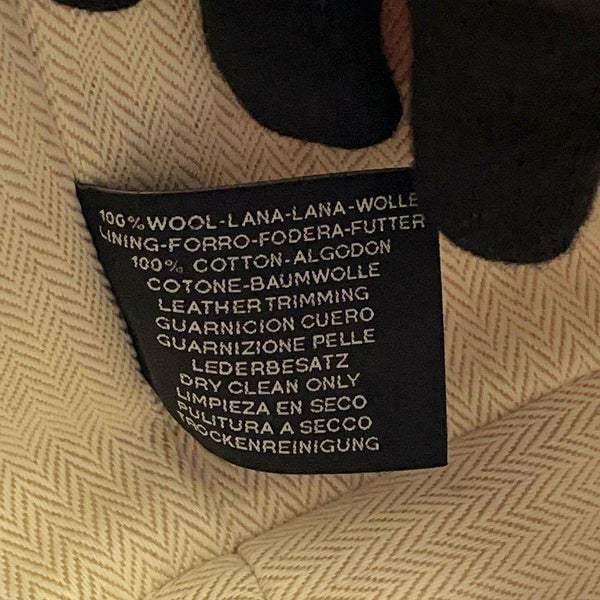 100% WOOL-LANA-LANA-WOLLE
LINING-FORRO-FODERA-FUTTER
100% COTTON-ALGODON
COTONE-BAUMWOLLE
LEATHER TRIMMING
GUARNICION CUERO
GUARNIZIONE PELLE
LEDERBESATZ
DRY CLEAN ONLY
LIMPIEZA EN SECO
PULITURA A SECCO
TROCKENREINIGUNG